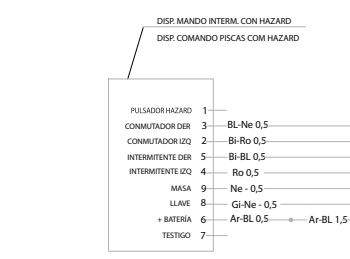 DISP. MANDO INTERM. CON HAZARD
DISP. COMANDO PISCAS COM HAZARD
PULSADOR HAZARD 1
CONMUTADOR DER 3 BL-Ne 0,5
CONMUTADOR IZQ 2 Bi-Ro 0,5
INTERMITENTE DER 5 Bi-BL 0,5
INTERMITENTE IZQ 4 Ro 0,5
MASA 9 Ne - 0,5
LLAVE 8 Gi-Ne - 0,5
+ BATERÍA 6 Ar-BL 0,5 Ar-BL 1,5
TESTIGO 7